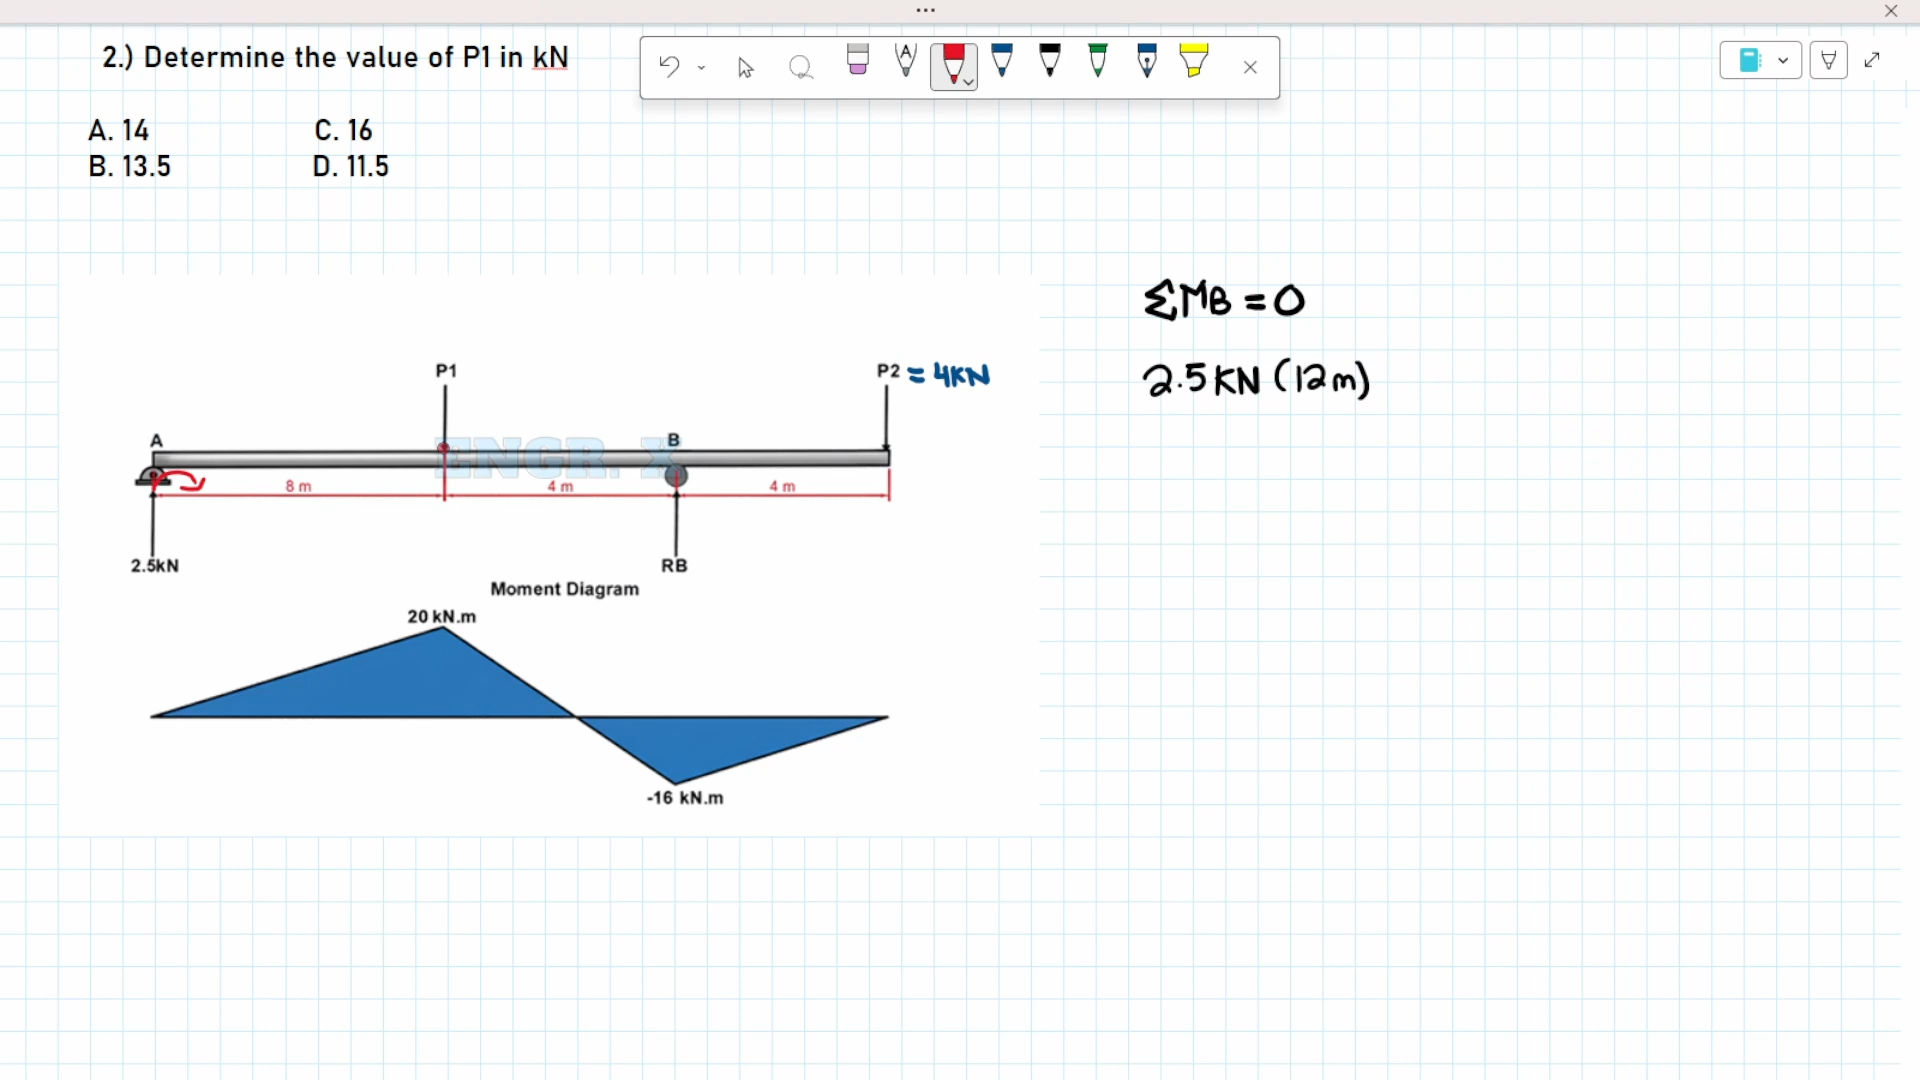 2.) Determine the value of P1 in kN
A. 14 C. 16
B. 13.5 D. 11.5
ΣMB = 0
P1 P2 = 4KN
2.5KN (12m)
A B
ENGR. X
8 m 4 m 4 m
2.5kN RB
Moment Diagram
20 kN.m
-16 kN.m